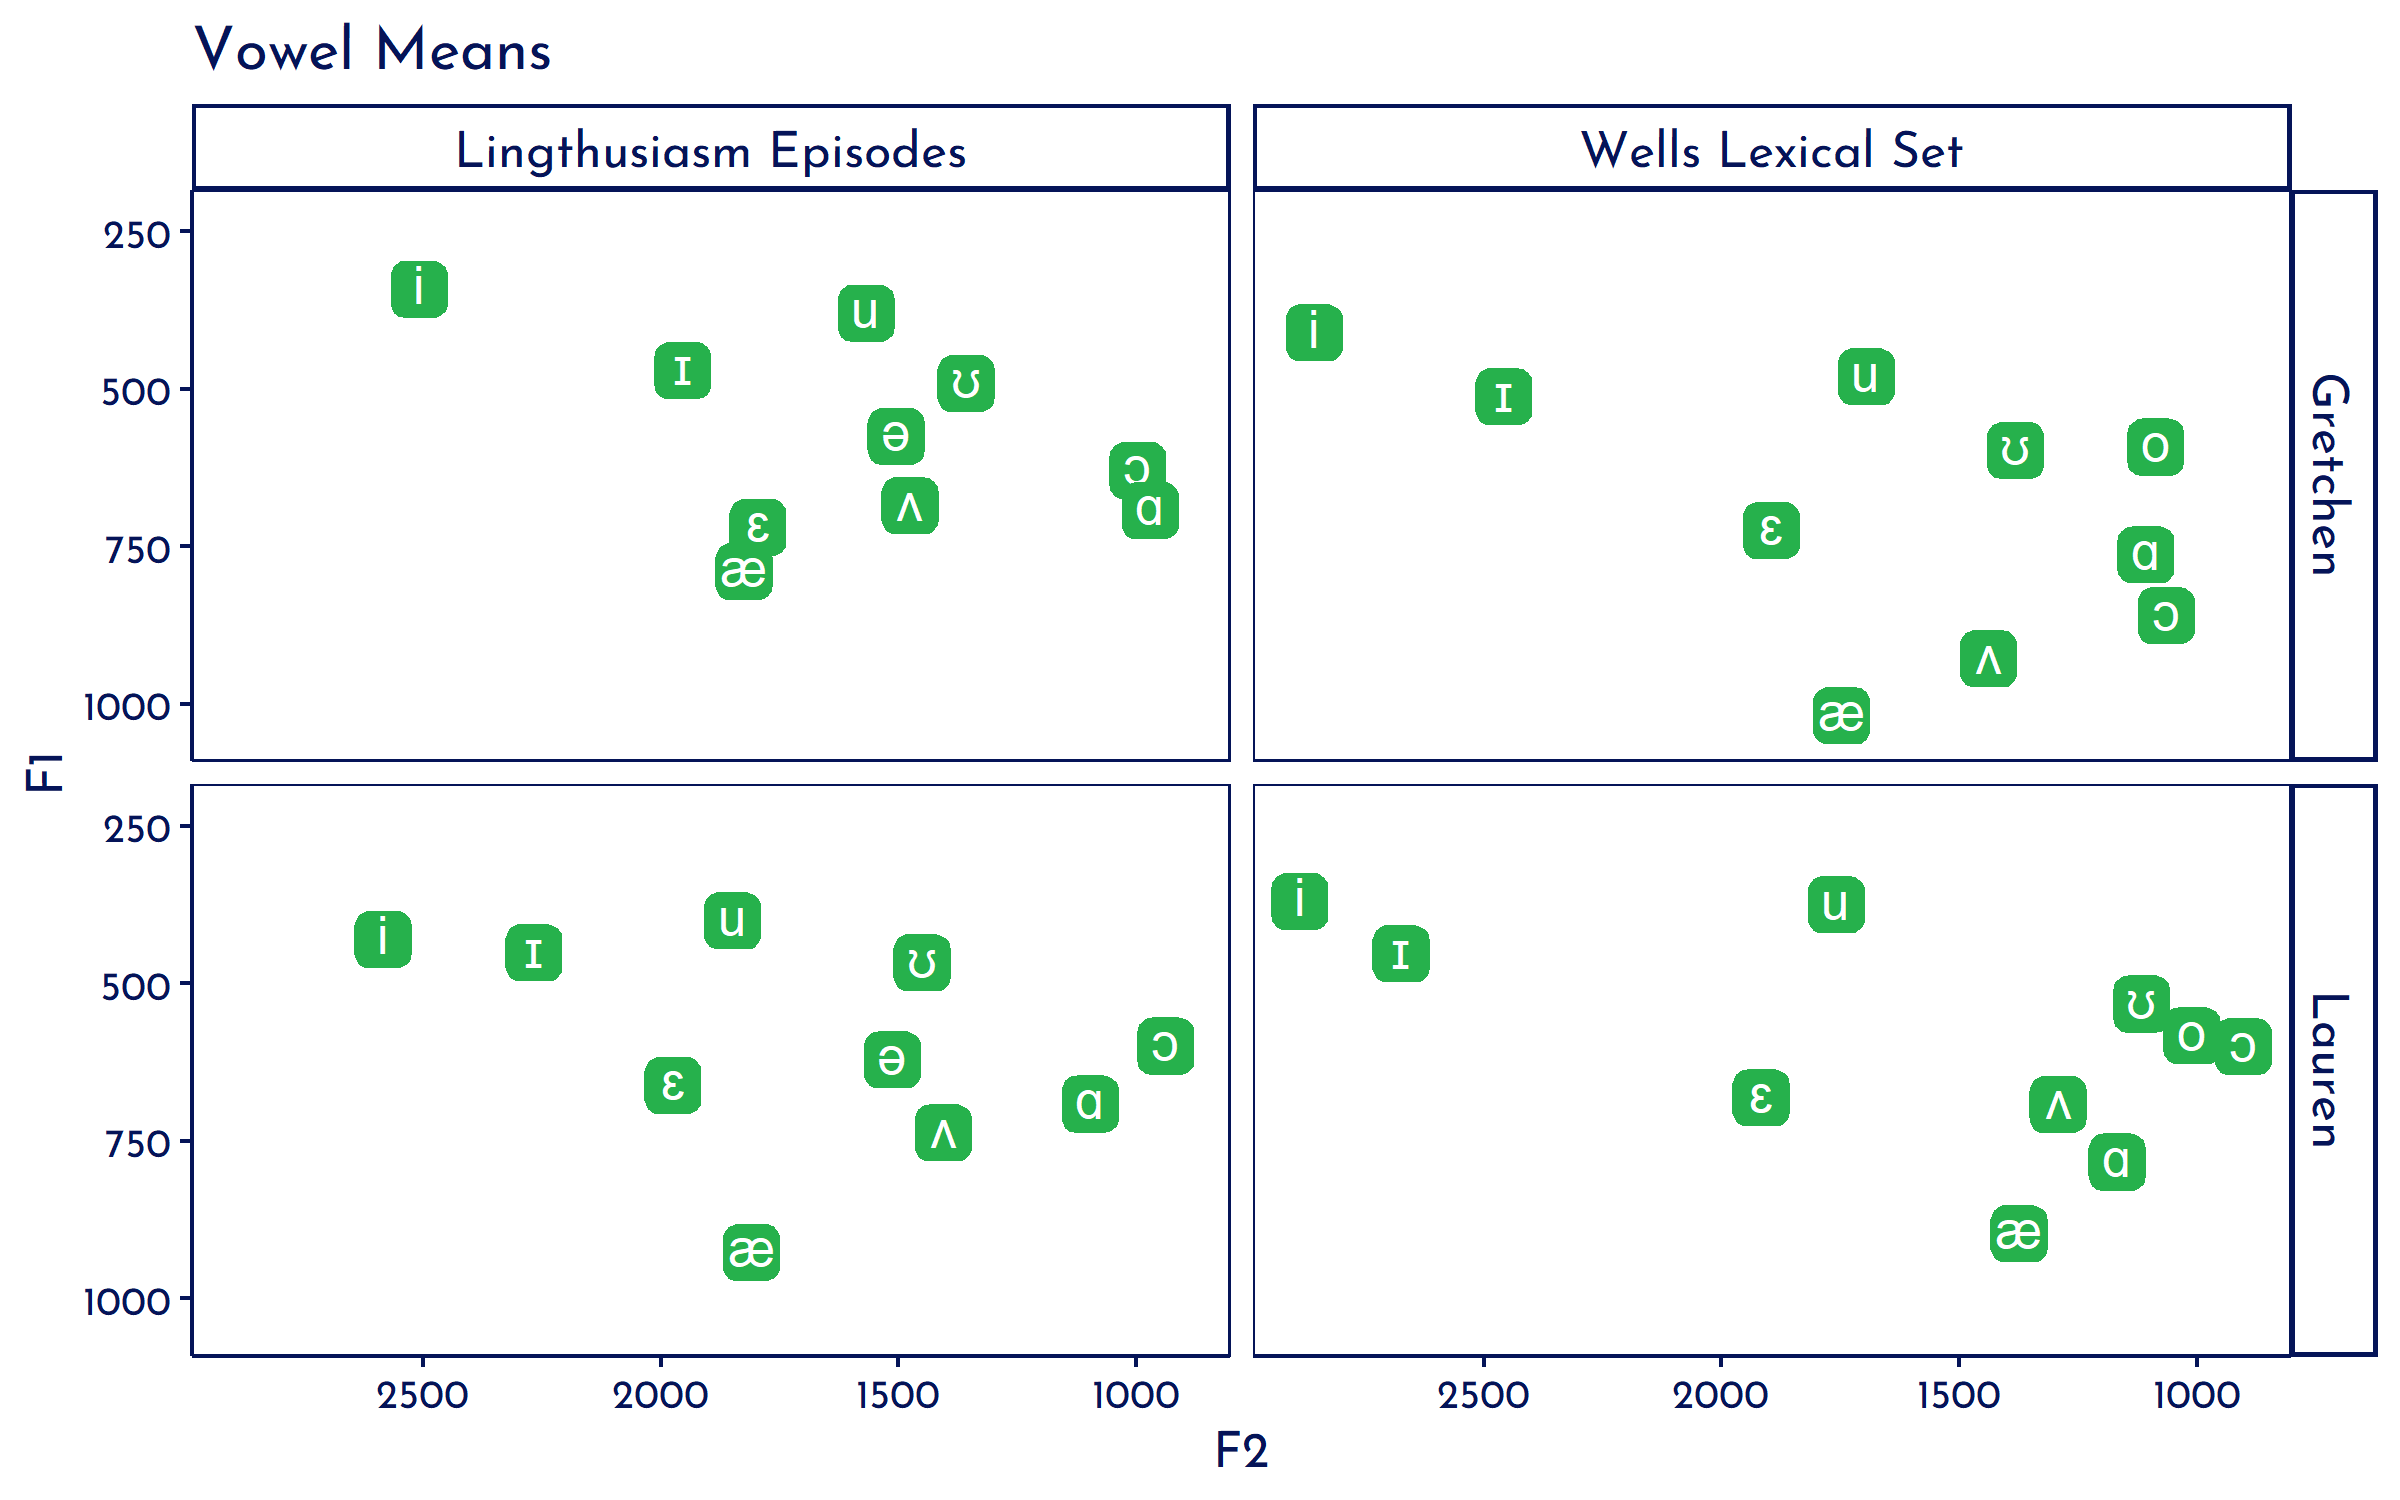 Vowel Means
Lingthusiasm Episodes
Wells Lexical Set
250
500
750
1000
i
u
ɪ
ʊ
ə
ɔ
ʌ
ɑ
ɛ
æ
i
u
ɪ
ʊ
o
ɛ
ɑ
ɔ
ʌ
æ
Gretchen
F1
250
500
750
1000
i
ɪ
u
ʊ
ɛ
ə
ɔ
ʌ
ɑ
æ
i
u
ɪ
ʊ
o
ɔ
ɛ
ʌ
ɑ
æ
Lauren
2500 2000 1500 1000
2500 2000 1500 1000
F2